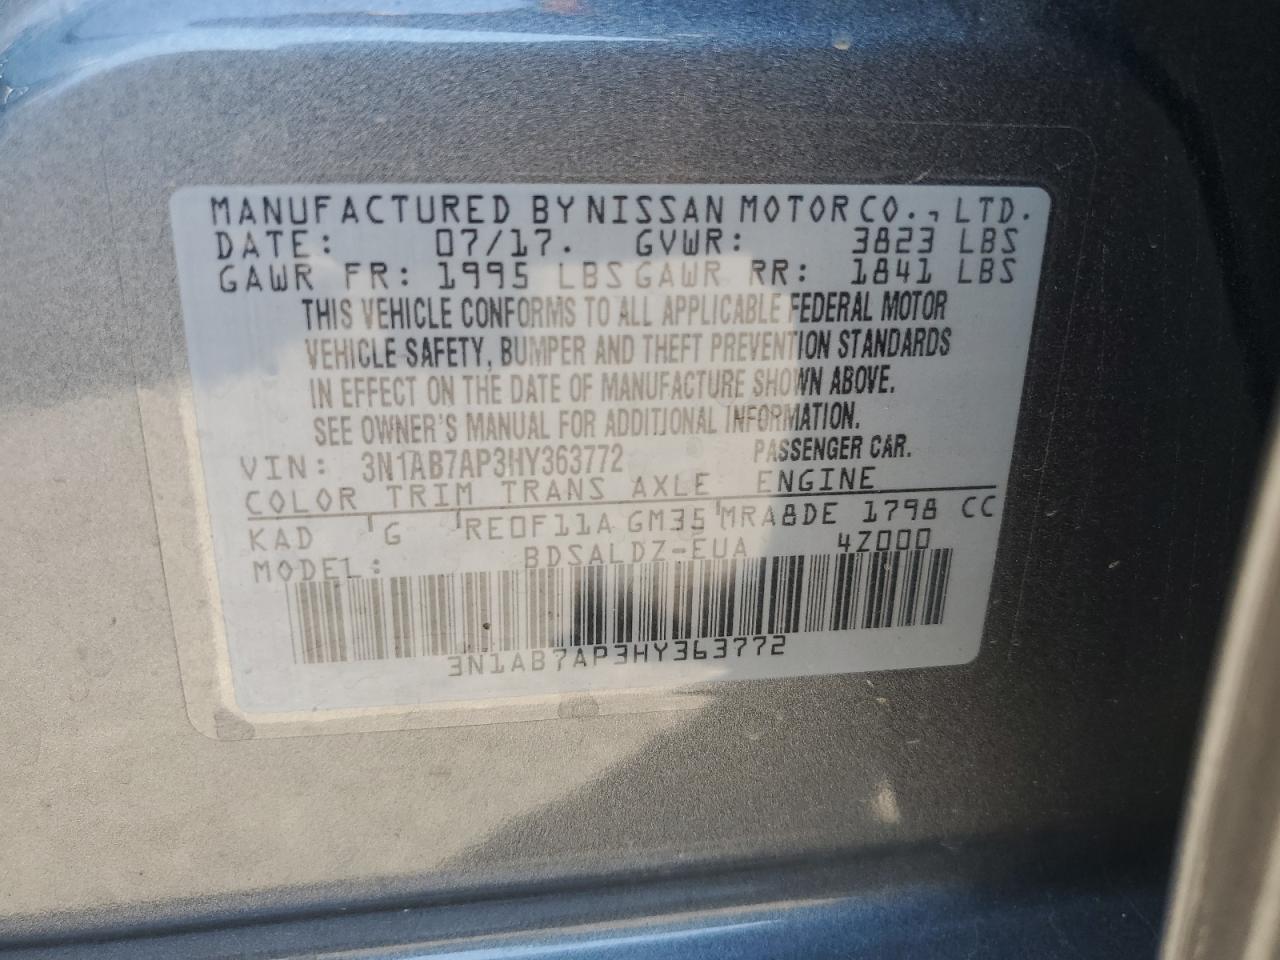 MANUFACTURED BY NISSAN MOTOR CO., LTD.
DATE: 07/17. GVWR: 3823 LBS
GAWR FR: 1995 LBS GAWR RR: 1841 LBS
THIS VEHICLE CONFORMS TO ALL APPLICABLE FEDERAL MOTOR
VEHICLE SAFETY, BUMPER AND THEFT PREVENTION STANDARDS
IN EFFECT ON THE DATE OF MANUFACTURE SHOWN ABOVE.
SEE OWNER'S MANUAL FOR ADDITIONAL INFORMATION.
VIN: 3N1AB7AP3HY363772 PASSENGER CAR.
COLOR TRIM TRANS AXLE ENGINE
KAD G RE0F11A GM35 MRA8DE 1798 CC
MODEL: BDSALDZ-EUA 4Z000
3N1AB7AP3HY363772